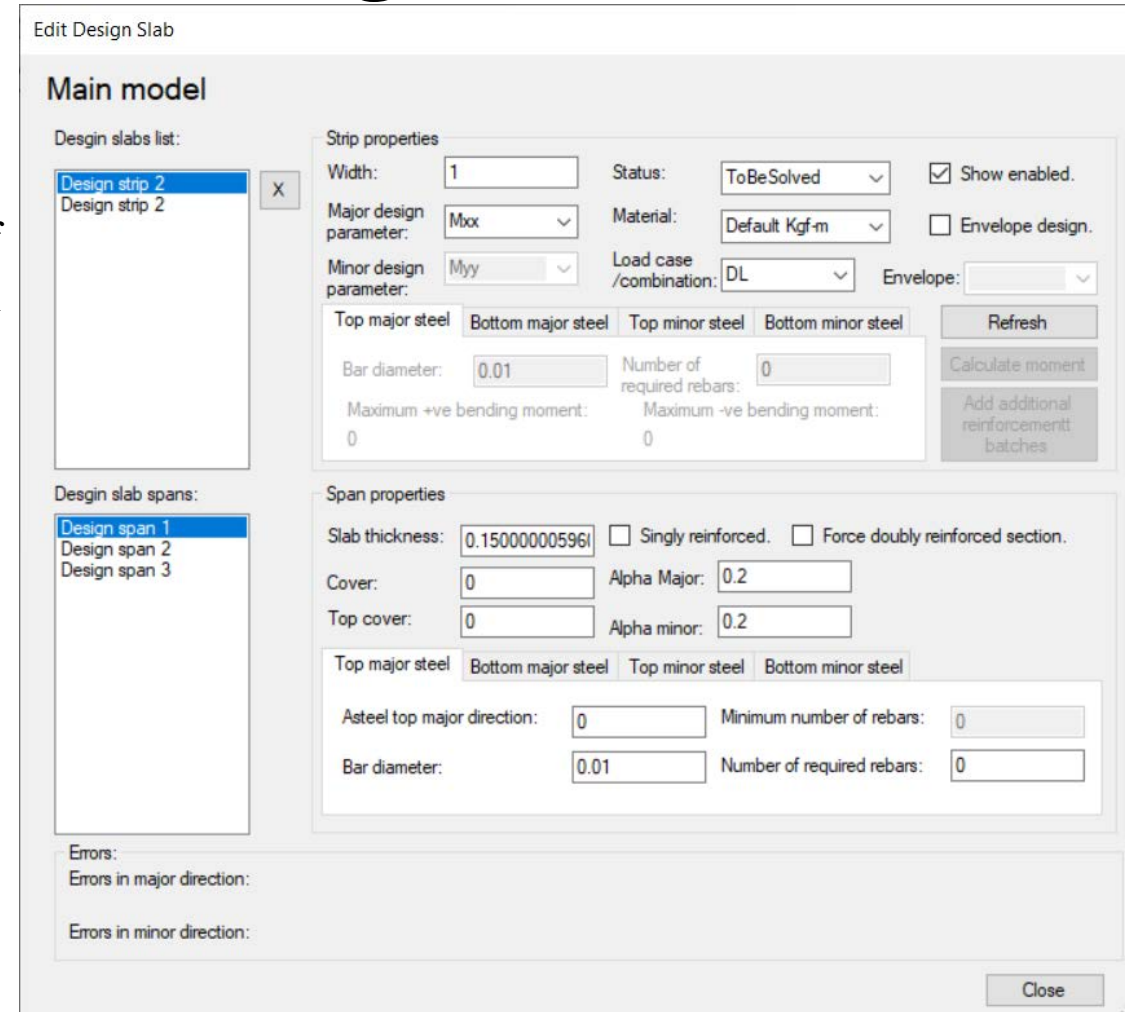 Edit Design Slab
Main model
Desgin slabs list:
Design strip 2
Design strip 2
X
Strip properties
Width: 1 Status: ToBeSolved Show enabled.
Major design parameter: Mxx Material: Default Kgf-m Envelope design.
Minor design parameter: Myy Load case /combination: DL Envelope:
Top major steel Bottom major steel Top minor steel Bottom minor steel
Refresh
Bar diameter: 0.01 Number of required rebars: 0
Calculate moment
Maximum +ve bending moment: Maximum -ve bending moment:
0 0
Add additional
reinforcementt
batches
Desgin slab spans:
Design span 1
Design span 2
Design span 3
Span properties
Slab thickness: 0.1500000059 Singly reinforced. Force doubly reinforced section.
Cover: 0 Alpha Major: 0.2
Top cover: 0 Alpha minor: 0.2
Top major steel Bottom major steel Top minor steel Bottom minor steel
Asteel top major direction: 0 Minimum number of rebars: 0
Bar diameter: 0.01 Number of required rebars: 0
Errors:
Errors in major direction:
Errors in minor direction:
Close